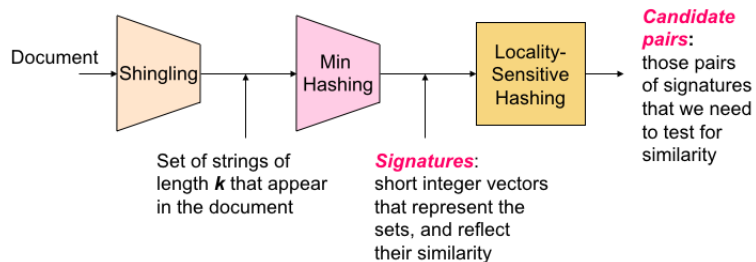 Document
Shingling
Min
Hashing
Locality-
Sensitive
Hashing
Candidate
pairs:
those pairs
of signatures
that we need
to test for
similarity
Set of strings of
length k that appear
in the document
Signatures:
short integer vectors
that represent the
sets, and reflect
their similarity